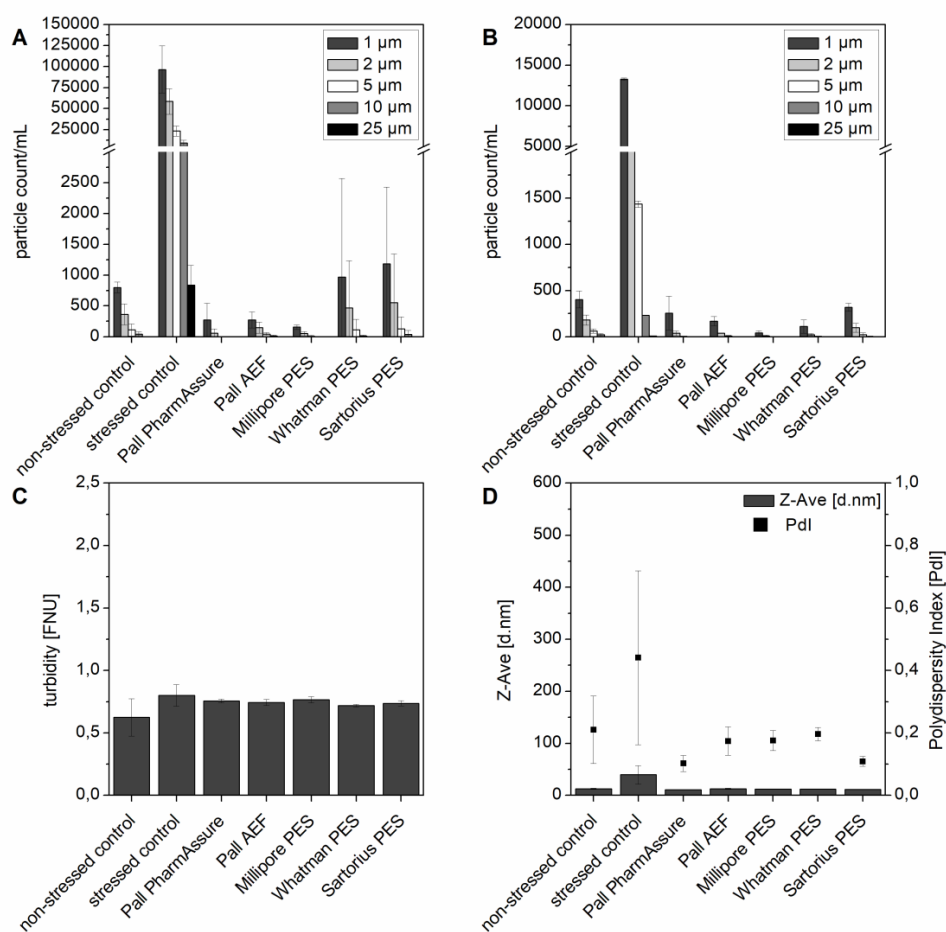 A
150000
125000
100000
75000
50000
25000
2500
2000
1500
1000
500
0
particle count/mL
1 µm
2 µm
5 µm
10 µm
25 µm
non-stressed control
stressed control
Pall PharmAssure
Pall AEF
Millipore PES
Whatman PES
Sartorius PES
B
20000
15000
10000
5000
1500
1000
500
0
particle count/mL
1 µm
2 µm
5 µm
10 µm
25 µm
non-stressed control
stressed control
Pall PharmAssure
Pall AEF
Millipore PES
Whatman PES
Sartorius PES
C
2,5
2,0
1,5
1,0
0,5
0,0
turbidity [FNU]
non-stressed control
stressed control
Pall PharmAssure
Pall AEF
Millipore PES
Whatman PES
Sartorius PES
D
600
500
400
300
200
100
50
0
Z-Ave [d.nm]
Z-Ave [d.nm]
PdI
1,0
0,8
0,6
0,4
0,2
0,0
Polydispersity Index [PdI]
non-stressed control
stressed control
Pall PharmAssure
Pall AEF
Millipore PES
Whatman PES
Sartorius PES